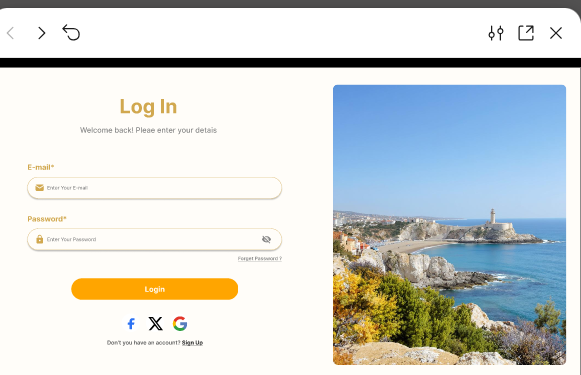 Log In
Welcome back! Pleae enter your detais
E-mail*
Enter Your E-mail
Password*
Enter Your Password
Forget Password ?
Login
Don't you have an account? Sign Up